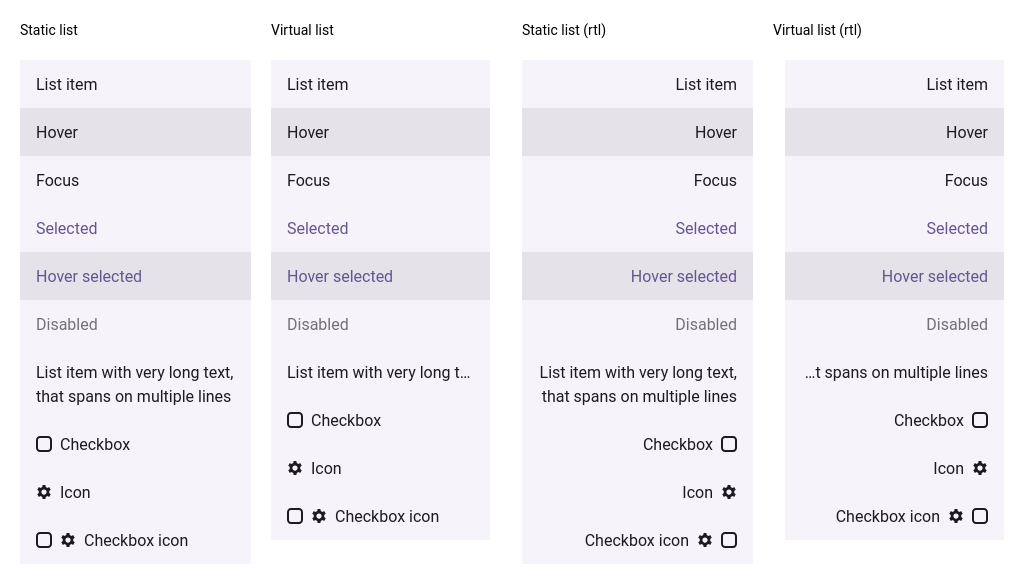 Static list
List item
Hover
Focus
Selected
Hover selected
Disabled
List item with very long text,
that spans on multiple lines
Checkbox
Icon
Checkbox icon
Virtual list
List item
Hover
Focus
Selected
Hover selected
Disabled
List item with very long t...
Checkbox
Icon
Checkbox icon
Static list (rtl)
List item
Hover
Focus
Selected
Hover selected
Disabled
List item with very long text,
that spans on multiple lines
Checkbox
Icon
Checkbox icon
Virtual list (rtl)
List item
Hover
Focus
Selected
Hover selected
Disabled
...t spans on multiple lines
Checkbox
Icon
Checkbox icon